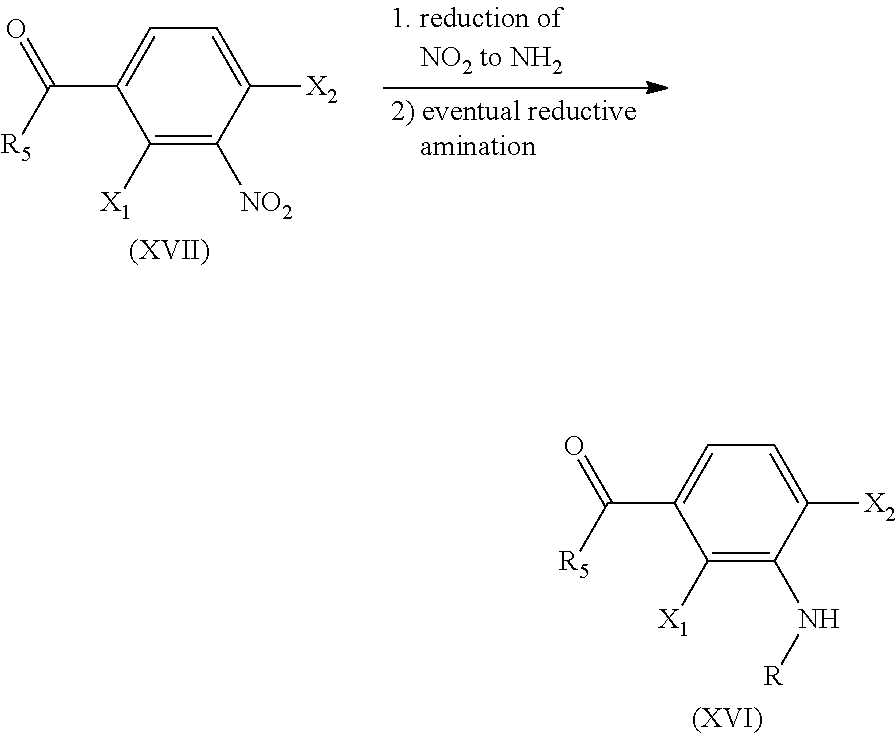 O
R5
X1
X2
NO2
(XVII)
1. reduction of
NO2 to NH2
2) eventual reductive
amination
O
R5
X1
X2
NH
R
(XVI)